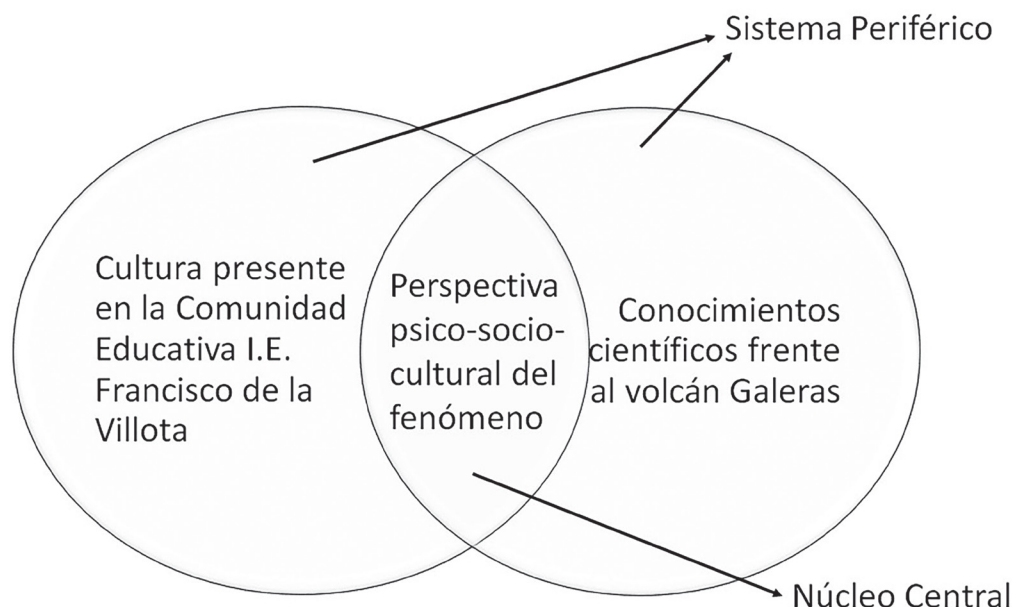 Sistema Periférico
Cultura presente
en la Comunidad
Educativa I.E.
Francisco de la
Villota
Perspectiva
psico-socio-
cultural del
fenómeno
Conocimientos
científicos frente
al volcán Galeras
Núcleo Central